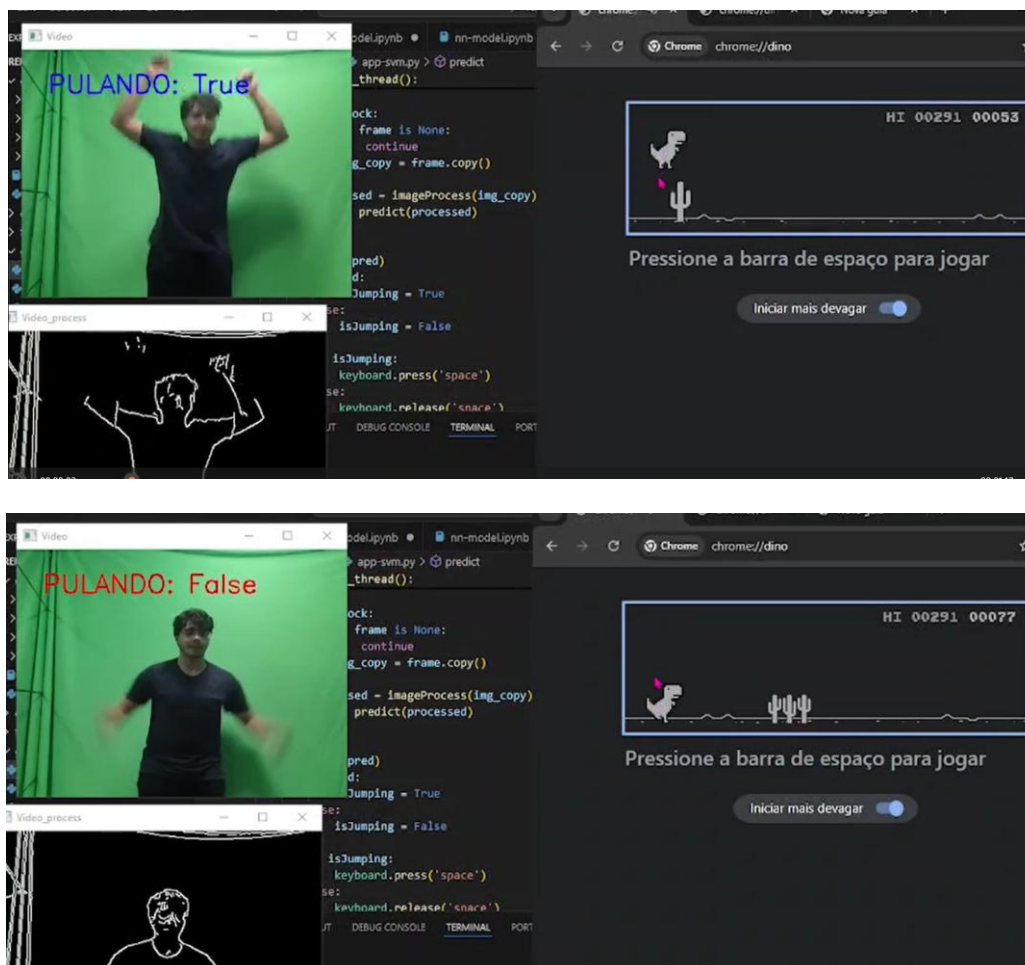 Video
del.ipynb
nn-model.ipynb
app-svm.py > predict
_thread():
PULANDO: True
ock:
frame is None:
continue
g_copy = frame.copy()
sed = imageProcess(img_copy)
predict(processed)
pred)
d:
Jumping = True
se:
isJumping = False
isJumping:
keyboard.press('space')
se:
keyboard.release('space')
Video_process
UT DEBUG CONSOLE TERMINAL PORT
Nova guia
Chrome chrome://dino
HI 00291 00053
Pressione a barra de espaço para jogar
Iniciar mais devagar
Video
del.ipynb
nn-model.ipynb
app-svm.py > predict
_thread():
PULANDO: False
ock:
frame is None:
continue
g_copy = frame.copy()
sed = imageProcess(img_copy)
predict(processed)
pred)
d:
Jumping = True
se:
isJumping = False
isJumping:
keyboard.press('space')
se:
keyboard.release('space')
Video_process
UT DEBUG CONSOLE TERMINAL PORT
Chrome chrome://dino
HI 00291 00077
Pressione a barra de espaço para jogar
Iniciar mais devagar